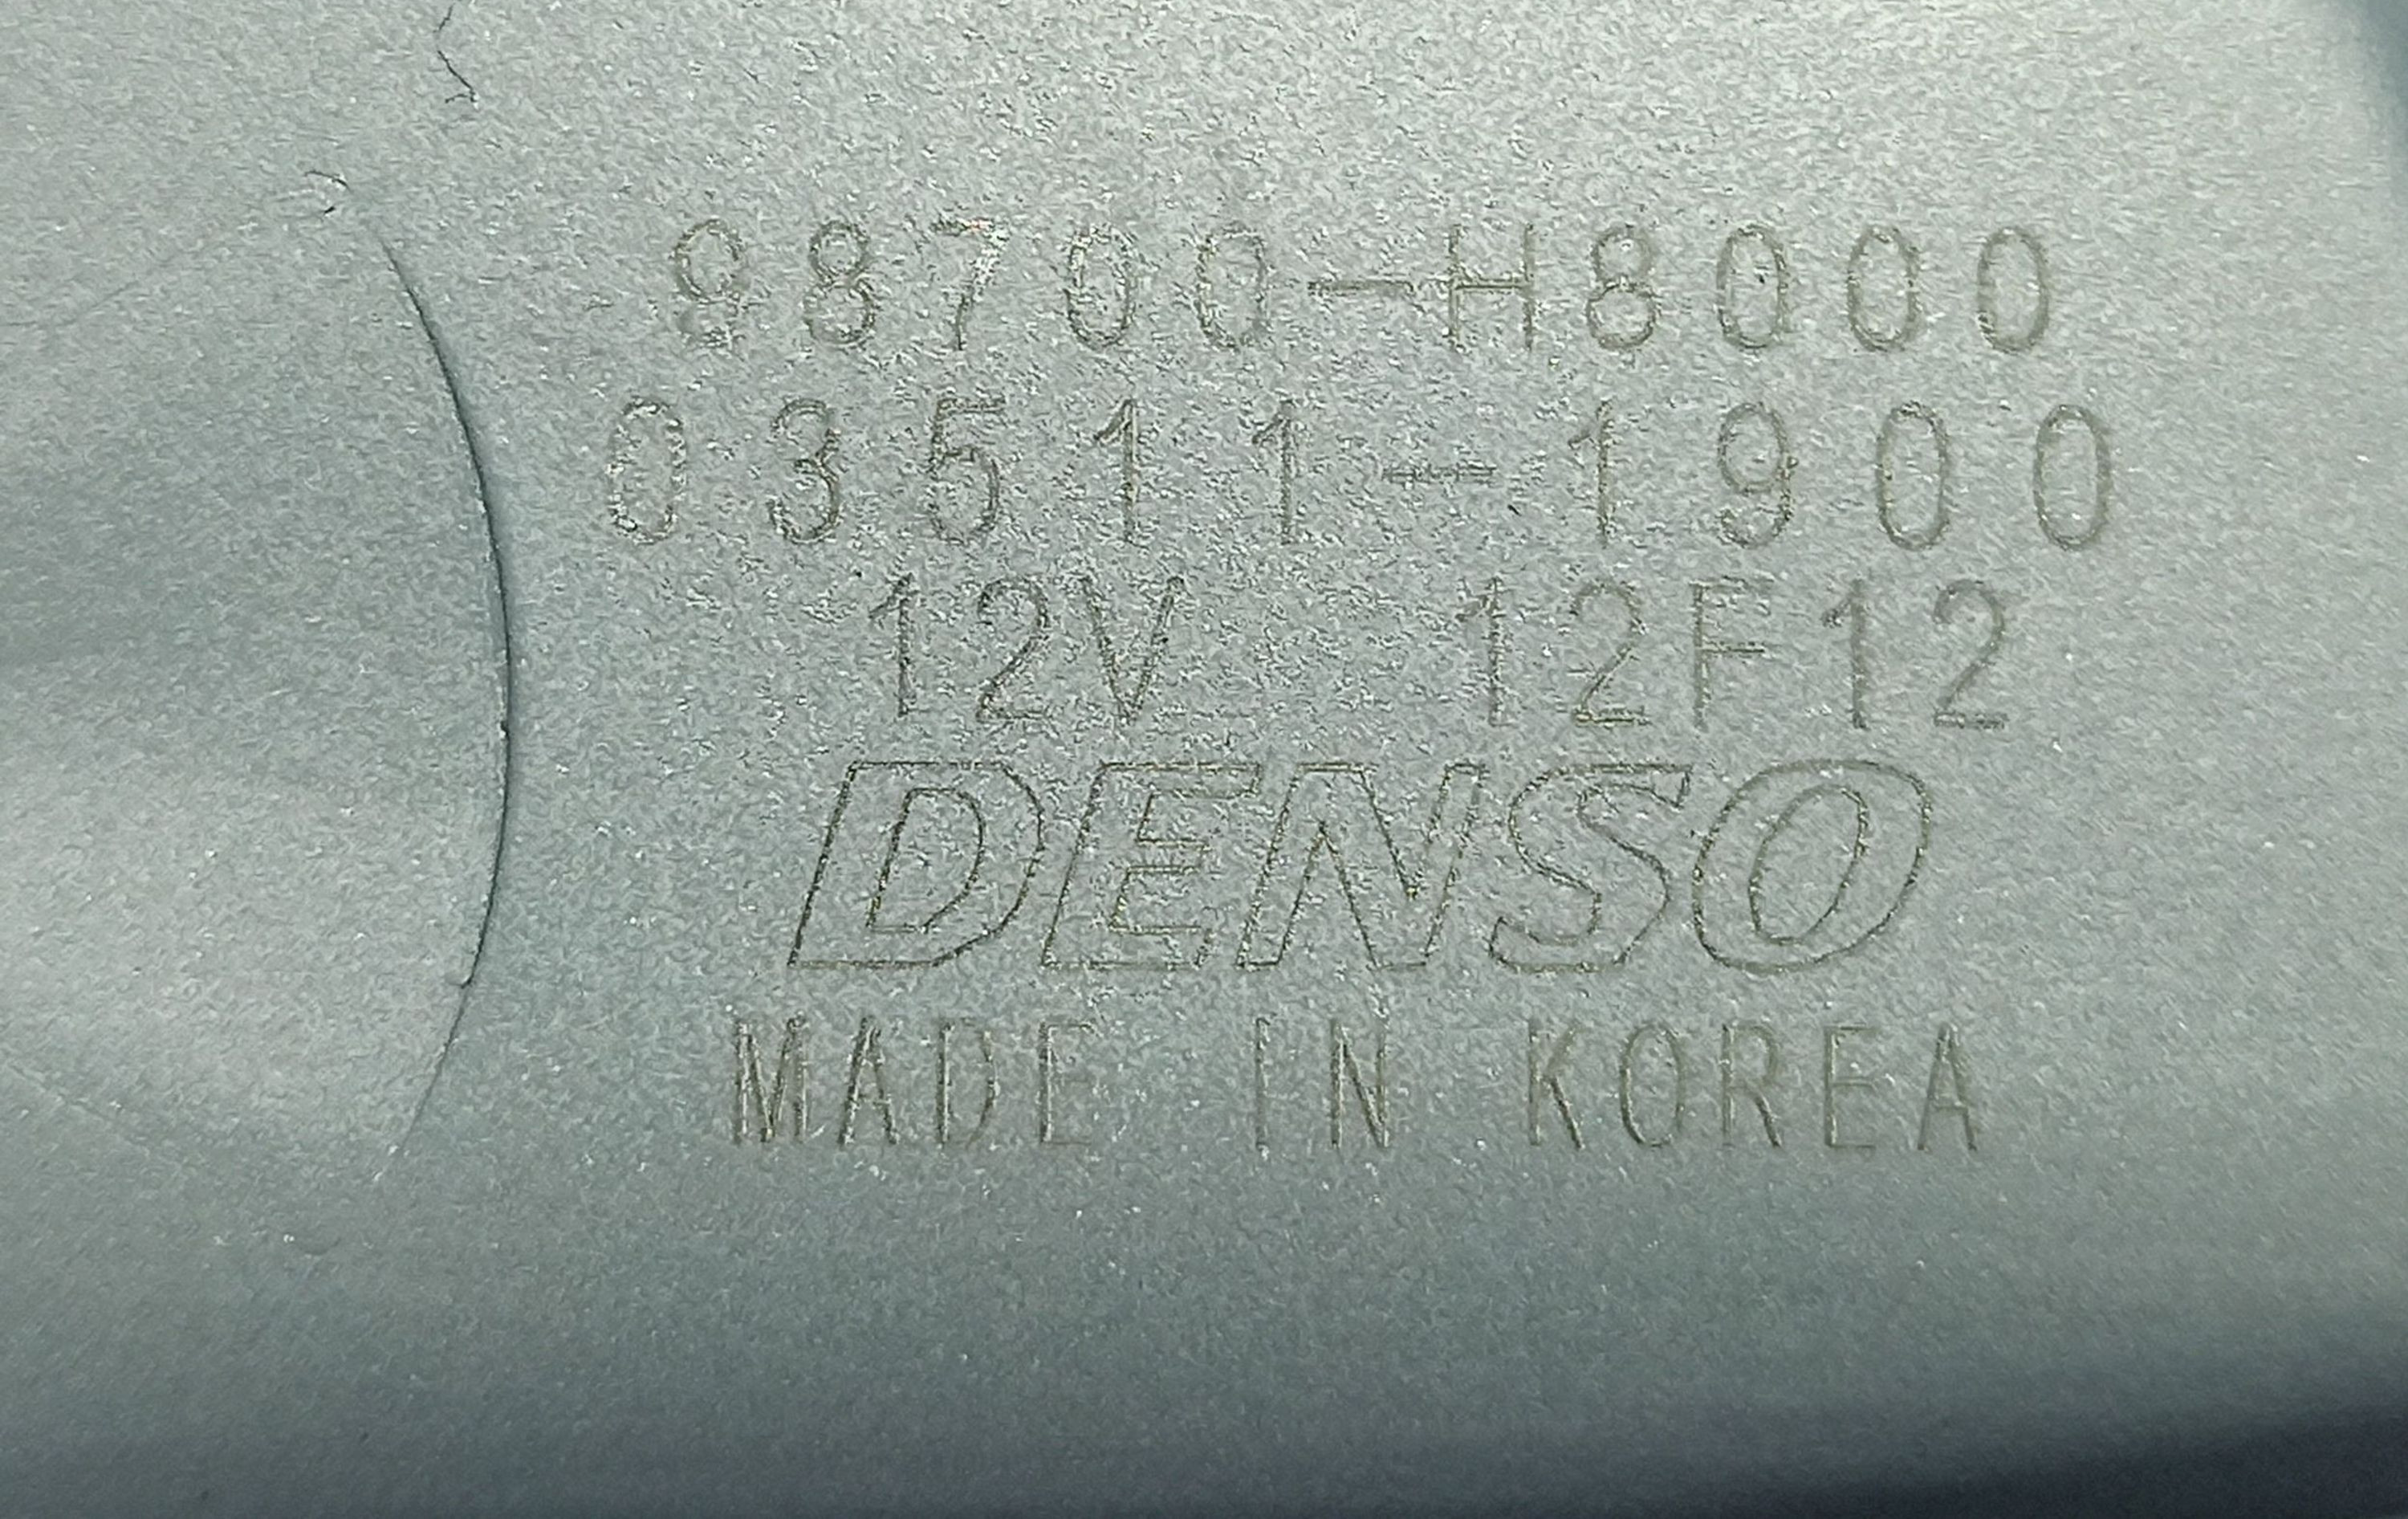 98700-H8000
03511-1900
12V 12F12
DENSO
MADE IN KOREA